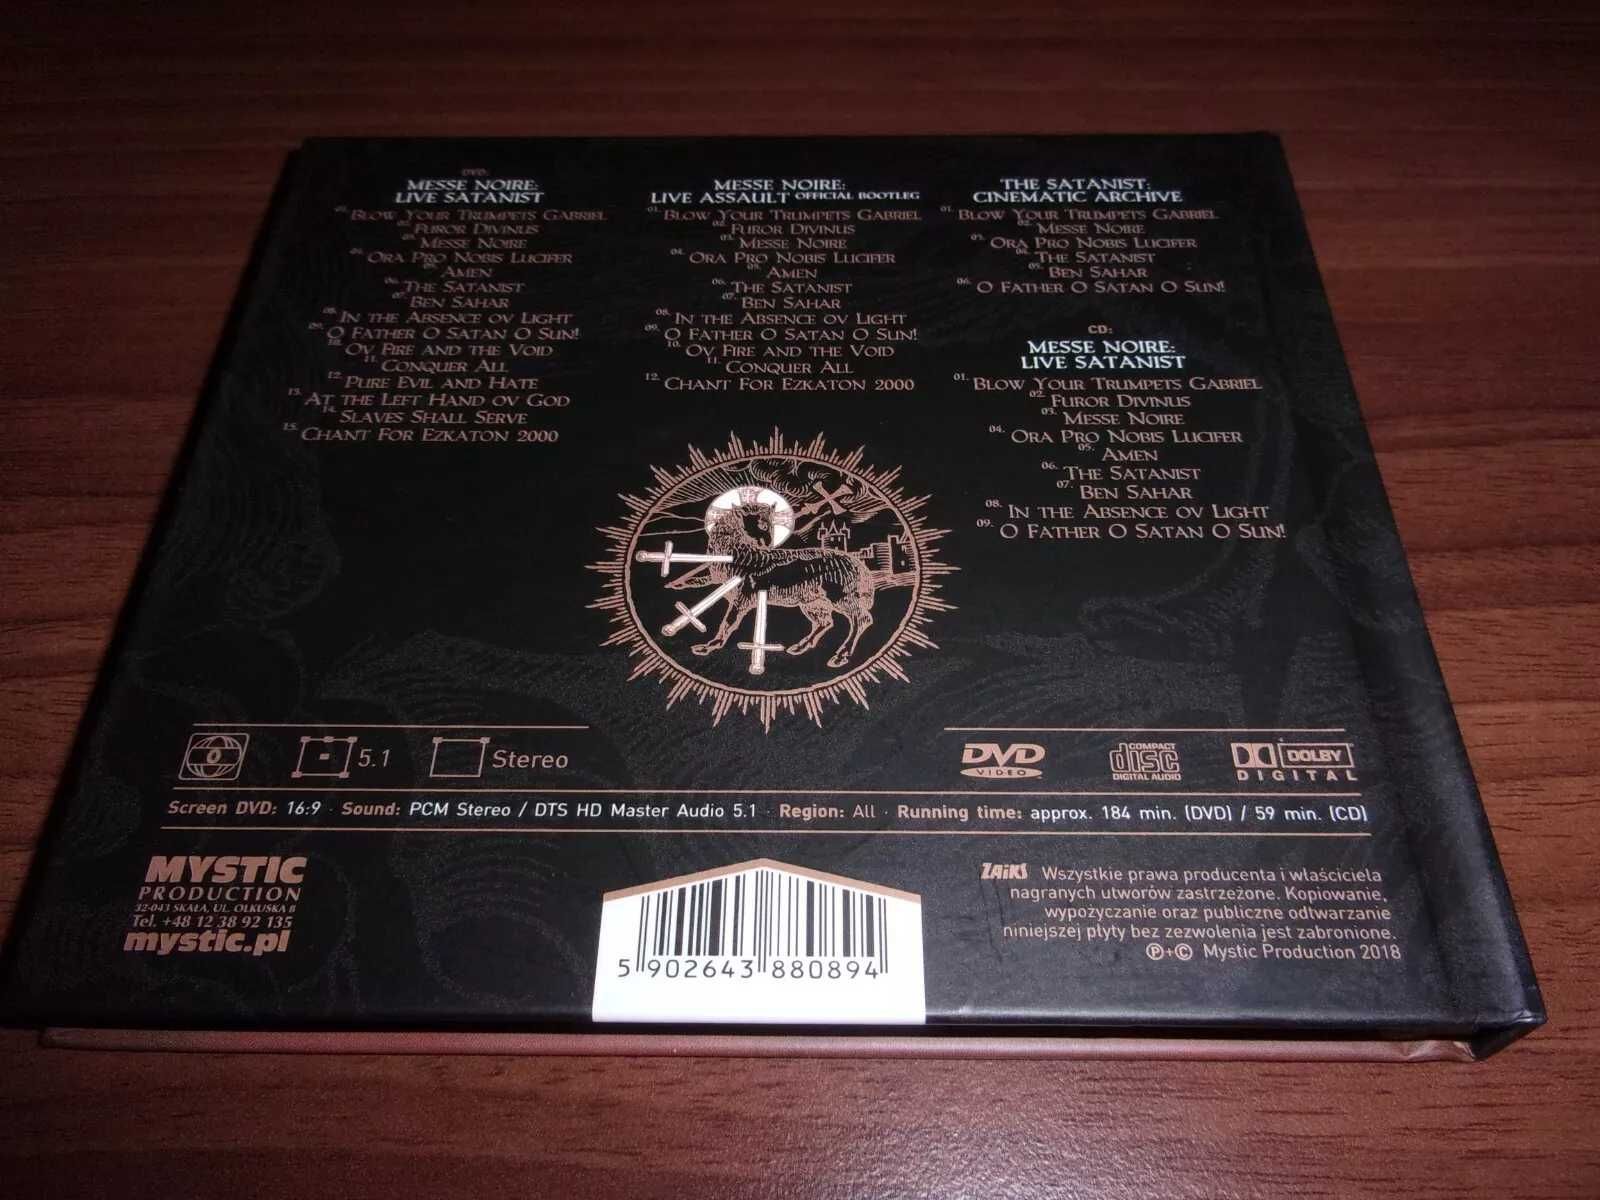 DVD:
MESSE NOIRE:
LIVE SATANIST
01. BLOW YOUR TRUMPETS GABRIEL
02. FUROR DIVINUS
03. MESSE NOIRE
04. ORA PRO NOBIS LUCIFER
05. AMEN
06. THE SATANIST
07. BEN SAHAR
08. IN THE ABSENCE OV LIGHT
09. O FATHER O SATAN O SUN!
10. OV FIRE AND THE VOID
11. CONQUER ALL
12. PURE EVIL AND HATE
13. AT THE LEFT HAND OV GOD
14. SLAVES SHALL SERVE
15. CHANT FOR EZKATON 2000
MESSE NOIRE:
LIVE ASSAULT OFFICIAL BOOTLEG
01. BLOW YOUR TRUMPETS GABRIEL
02. FUROR DIVINUS
03. MESSE NOIRE
04. ORA PRO NOBIS LUCIFER
05. AMEN
06. THE SATANIST
07. BEN SAHAR
08. IN THE ABSENCE OV LIGHT
09. O FATHER O SATAN O SUN!
10. OV FIRE AND THE VOID
11. CONQUER ALL
12. CHANT FOR EZKATON 2000
THE SATANIST:
CINEMATIC ARCHIVE
01. BLOW YOUR TRUMPETS GABRIEL
02. MESSE NOIRE
03. ORA PRO NOBIS LUCIFER
04. THE SATANIST
05. BEN SAHAR
06. O FATHER O SATAN O SUN!
CD:
MESSE NOIRE:
LIVE SATANIST
01. BLOW YOUR TRUMPETS GABRIEL
02. FUROR DIVINUS
03. MESSE NOIRE
04. ORA PRO NOBIS LUCIFER
05. AMEN
06. THE SATANIST
07. BEN SAHAR
08. IN THE ABSENCE OV LIGHT
09. O FATHER O SATAN O SUN!
0
5.1
Stereo
DVD
VIDEO
COMPACT
disc
DIGITAL AUDIO
DOLBY
DIGITAL
Screen DVD: 16:9 · Sound: PCM Stereo / DTS HD Master Audio 5.1 · Region: All · Running time: approx. 184 min. (DVD) / 59 min. (CD)
MYSTIC
PRODUCTION
32-043 SKAŁA, UL. OLKUSKA 8
Tel. +48 12 38 92 135
mystic.pl
5 902643 880894
ZAiKS Wszystkie prawa producenta i właściciela
nagranych utworów zastrzeżone. Kopiowanie,
wypożyczanie oraz publiczne odtwarzanie
niniejszej płyty bez zezwolenia jest zabronione.
℗+© Mystic Production 2018